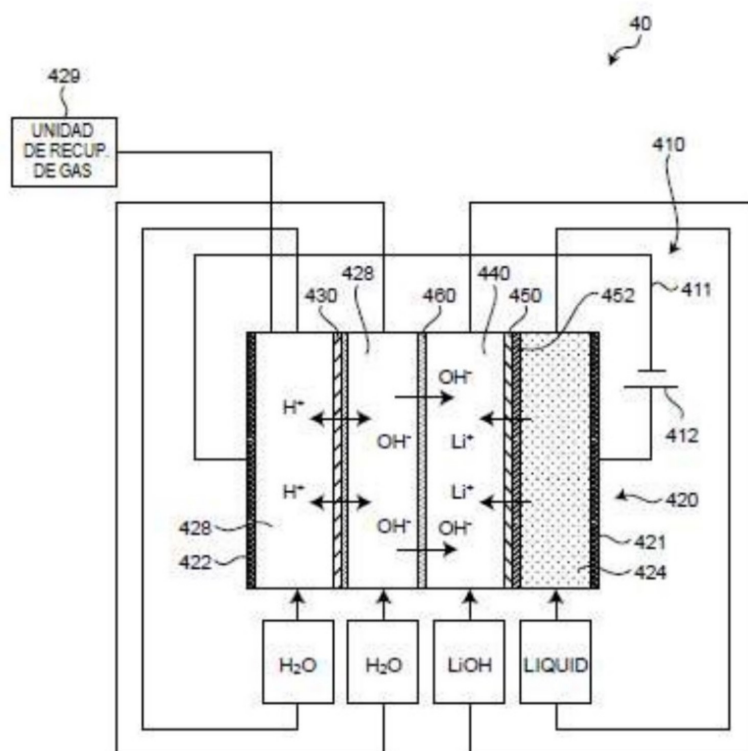 40
429
UNIDAD
DE RECUP.
DE GAS
410
428
430
460
440
450
452
411
OH⁻
H⁺
OH⁻
Li⁺
412
H⁺
Li⁺
420
428
OH⁻
OH⁻
421
422
424
H₂O
H₂O
LiOH
LIQUID